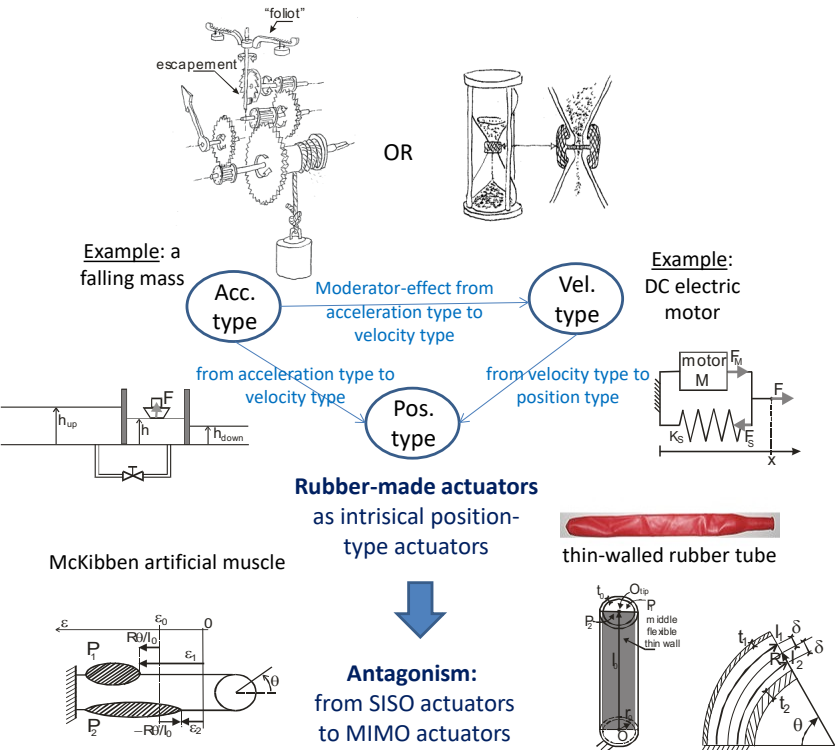 "foliot"
escapement
OR
Example: a
falling mass
Example:
DC electric
motor
Acc.
type
Moderator-effect from
acceleration type to
velocity type
Vel.
type
from acceleration type to
velocity type
from velocity type to
position type
Pos.
type
F
h_up
h
h_down
motor
M
F_M
F
K_S
F_S
x
Rubber-made actuators
as intrisical position-
type actuators
thin-walled rubber tube
McKibben artificial muscle
ε
ε_0
0
Rθ/l_0
ε_1
P_1
θ
P_2
−Rθ/l_0
ε_2
Antagonism:
from SISO actuators
to MIMO actuators
t_0
O_tip
P_1
P_2
middle
flexible
thin wall
l_0
O
t_1
l_1
δ
δ
l_2
t_2
θ